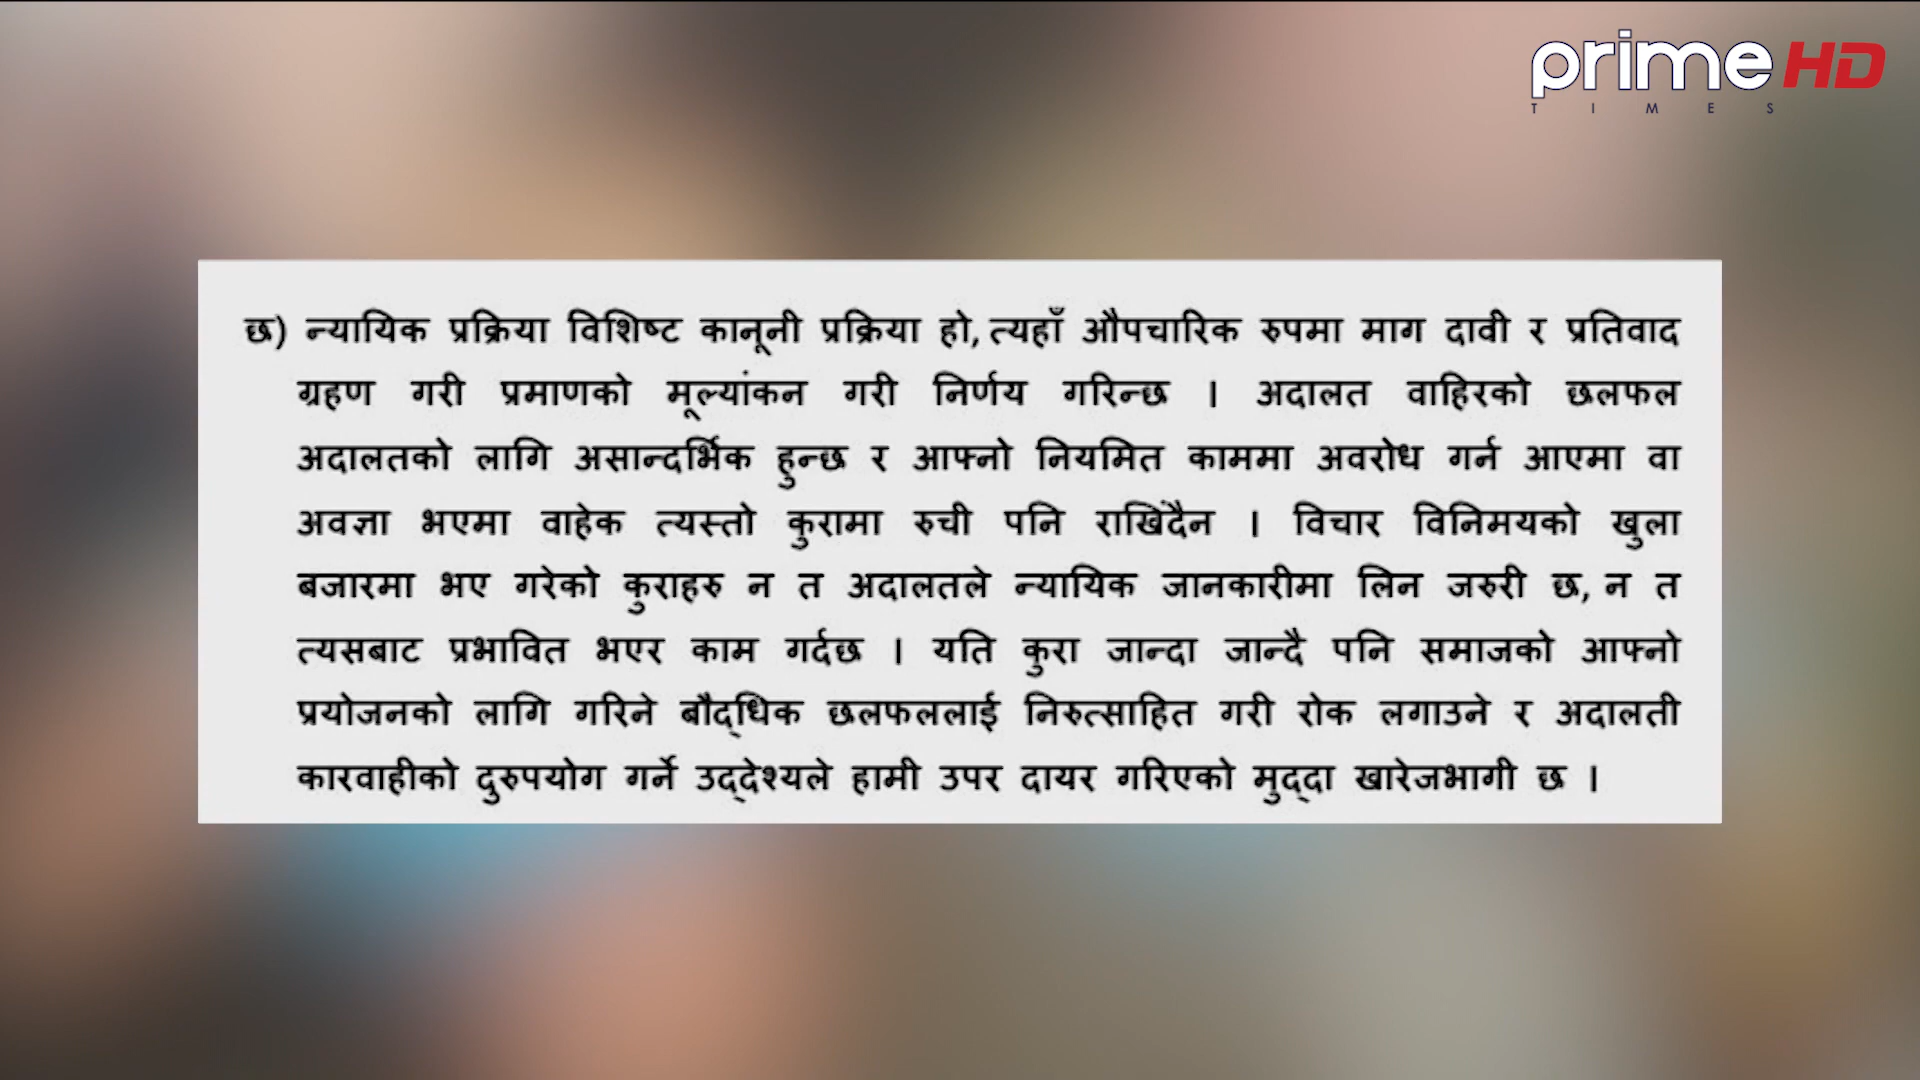 prime HD
TIMES
छ) न्यायिक प्रक्रिया विशिष्ट कानूनी प्रक्रिया हो, त्यहाँ औपचारिक रुपमा माग दावी र प्रतिवाद
ग्रहण गरी प्रमाणको मूल्यांकन गरी निर्णय गरिन्छ । अदालत वाहिरको छलफल
अदालतको लागि असान्दर्भिक हुन्छ र आफ्नो नियमित काममा अवरोध गर्न आएमा वा
अवज्ञा भएमा वाहेक त्यस्तो कुरामा रुची पनि राखिंदैन । विचार विनिमयको खुला
बजारमा भए गरेको कुराहरु न त अदालतले न्यायिक जानकारीमा लिन जरुरी छ, न त
त्यसबाट प्रभावित भएर काम गर्दछ । यति कुरा जान्दा जान्दै पनि समाजको आफ्नो
प्रयोजनको लागि गरिने बौद्धिक छलफललाई निरुत्साहित गरी रोक लगाउने र अदालती
कारवाहीको दुरुपयोग गर्ने उद्देश्यले हामी उपर दायर गरिएको मुद्दा खारेजभागी छ ।